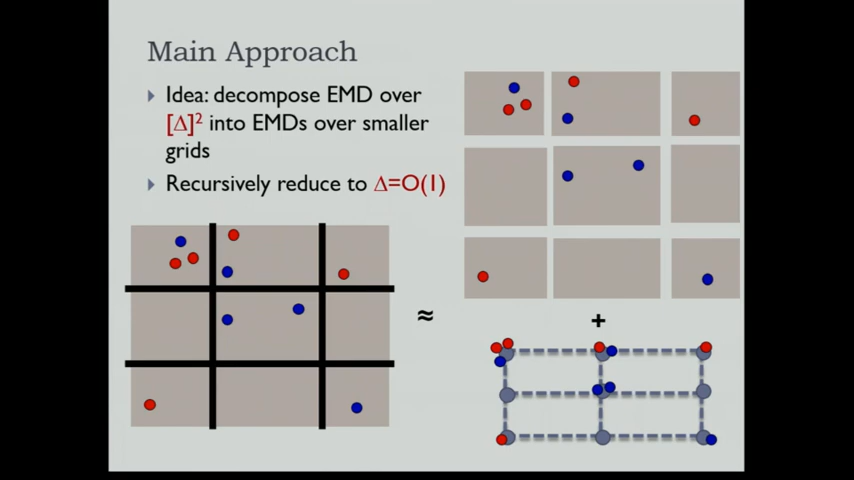 Main Approach
Idea: decompose EMD over
[Δ]² into EMDs over smaller
grids
Recursively reduce to Δ=O(1)
≈
+